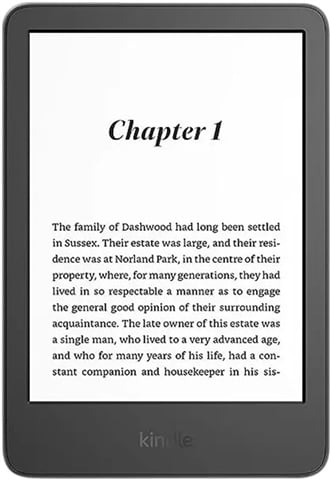 Chapter 1
The family of Dashwood had long been settled
in Sussex. Their estate was large, and their resi-
dence was at Norland Park, in the centre of their
property, where, for many generations, they had
lived in so respectable a manner as to engage
the general good opinion of their surrounding
acquaintance. The late owner of this estate was
a single man, who lived to a very advanced age,
and who for many years of his life, had a con-
stant companion and housekeeper in his sis-
kindle